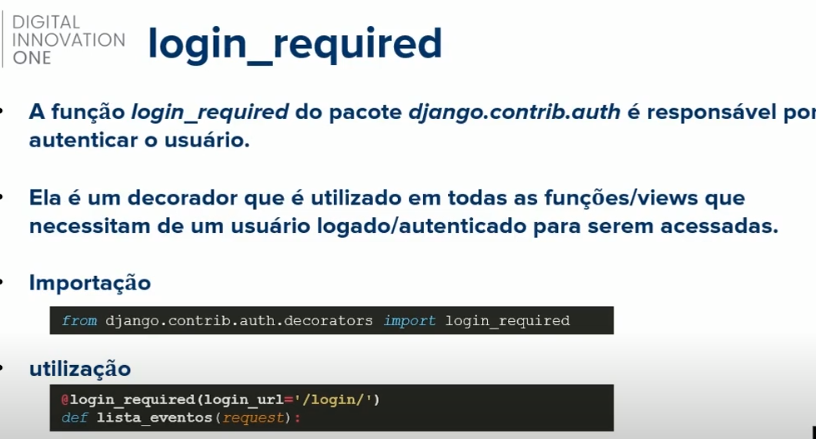 DIGITAL
INNOVATION
ONE
login_required
• A função login_required do pacote django.contrib.auth é responsável por
autenticar o usuário.
• Ela é um decorador que é utilizado em todas as funções/views que
necessitam de um usuário logado/autenticado para serem acessadas.
• Importação
from django.contrib.auth.decorators import login_required
• utilização
@login_required(login_url='/login/')
def lista_eventos(request):